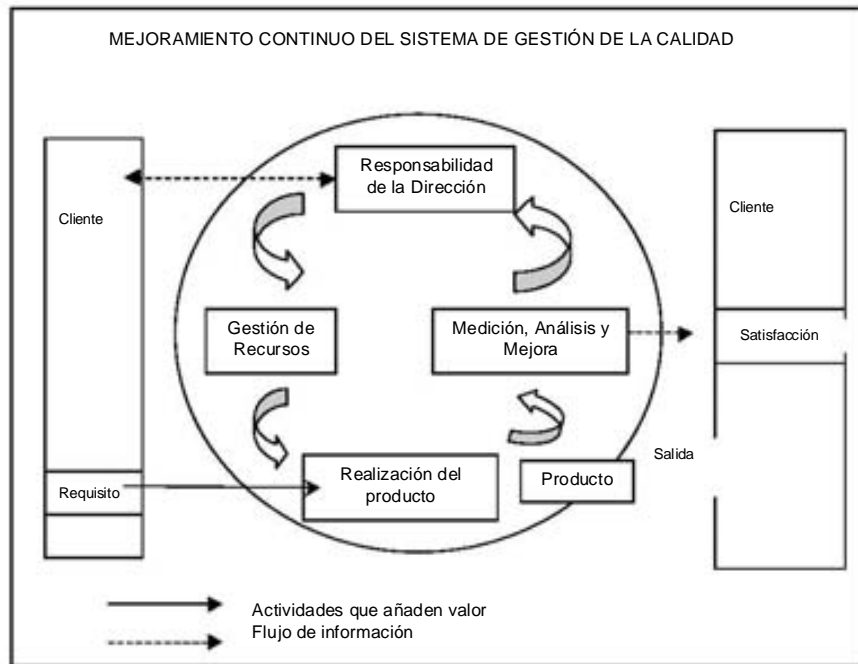 MEJORAMIENTO CONTINUO DEL SISTEMA DE GESTIÓN DE LA CALIDAD
Responsabilidad
de la Dirección
Cliente
Cliente
Gestión de
Recursos
Medición, Análisis y
Mejora
Satisfacción
Realización del
producto
Producto
Salida
Requisito
Actividades que añaden valor
Flujo de información